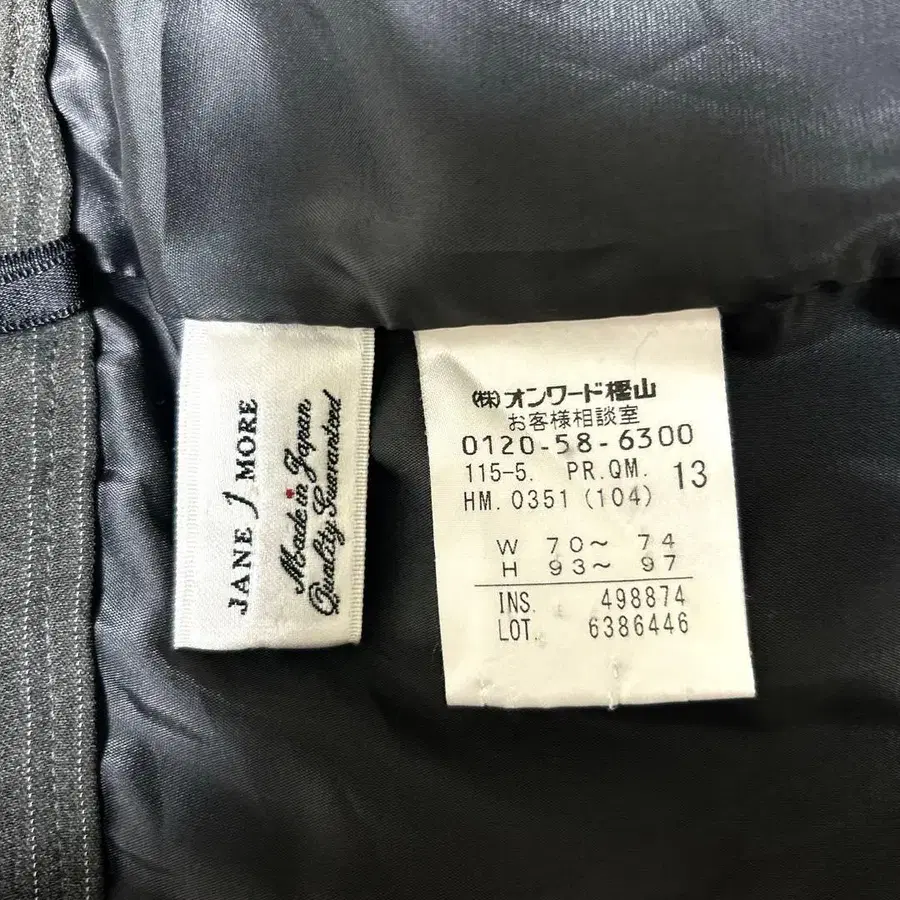 JANE J MORE
Made in Japan
Quality Guaranteed
(株)オンワード樫山
お客様相談室
0120-58-6300
115-5. PR.QM. 13
HM. 0351 (104)
W 70～ 74
H 93～ 97
INS. 498874
LOT. 6386446